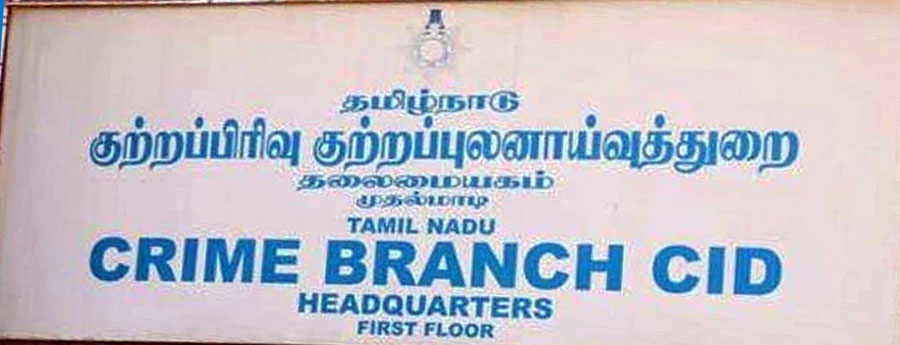 தமிழ்நாடு
குற்றப்பிரிவு குற்றப்புலனாய்வுத்துறை
தலைமையகம்
முதல்மாடி
TAMIL NADU
CRIME BRANCH CID
HEADQUARTERS
FIRST FLOOR